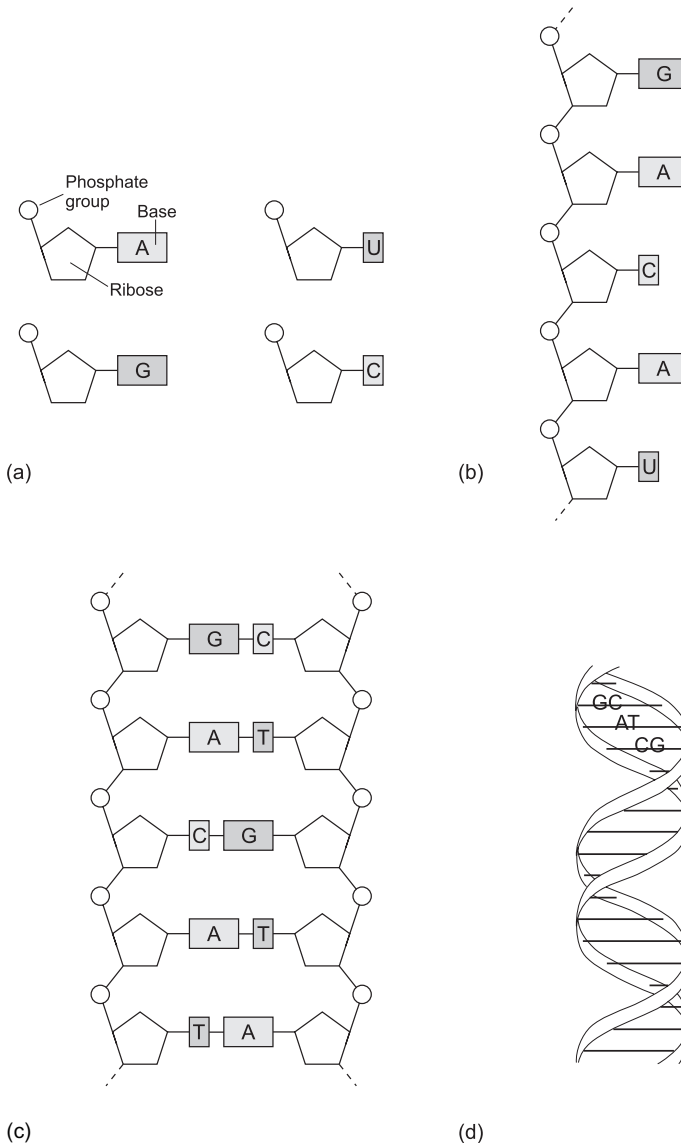 Phosphate
group
Base
A
Ribose
U
G
C
(a)
G
A
C
A
U
(b)
G C
A T
C G
A T
T A
(c)
GC
AT
CG
(d)